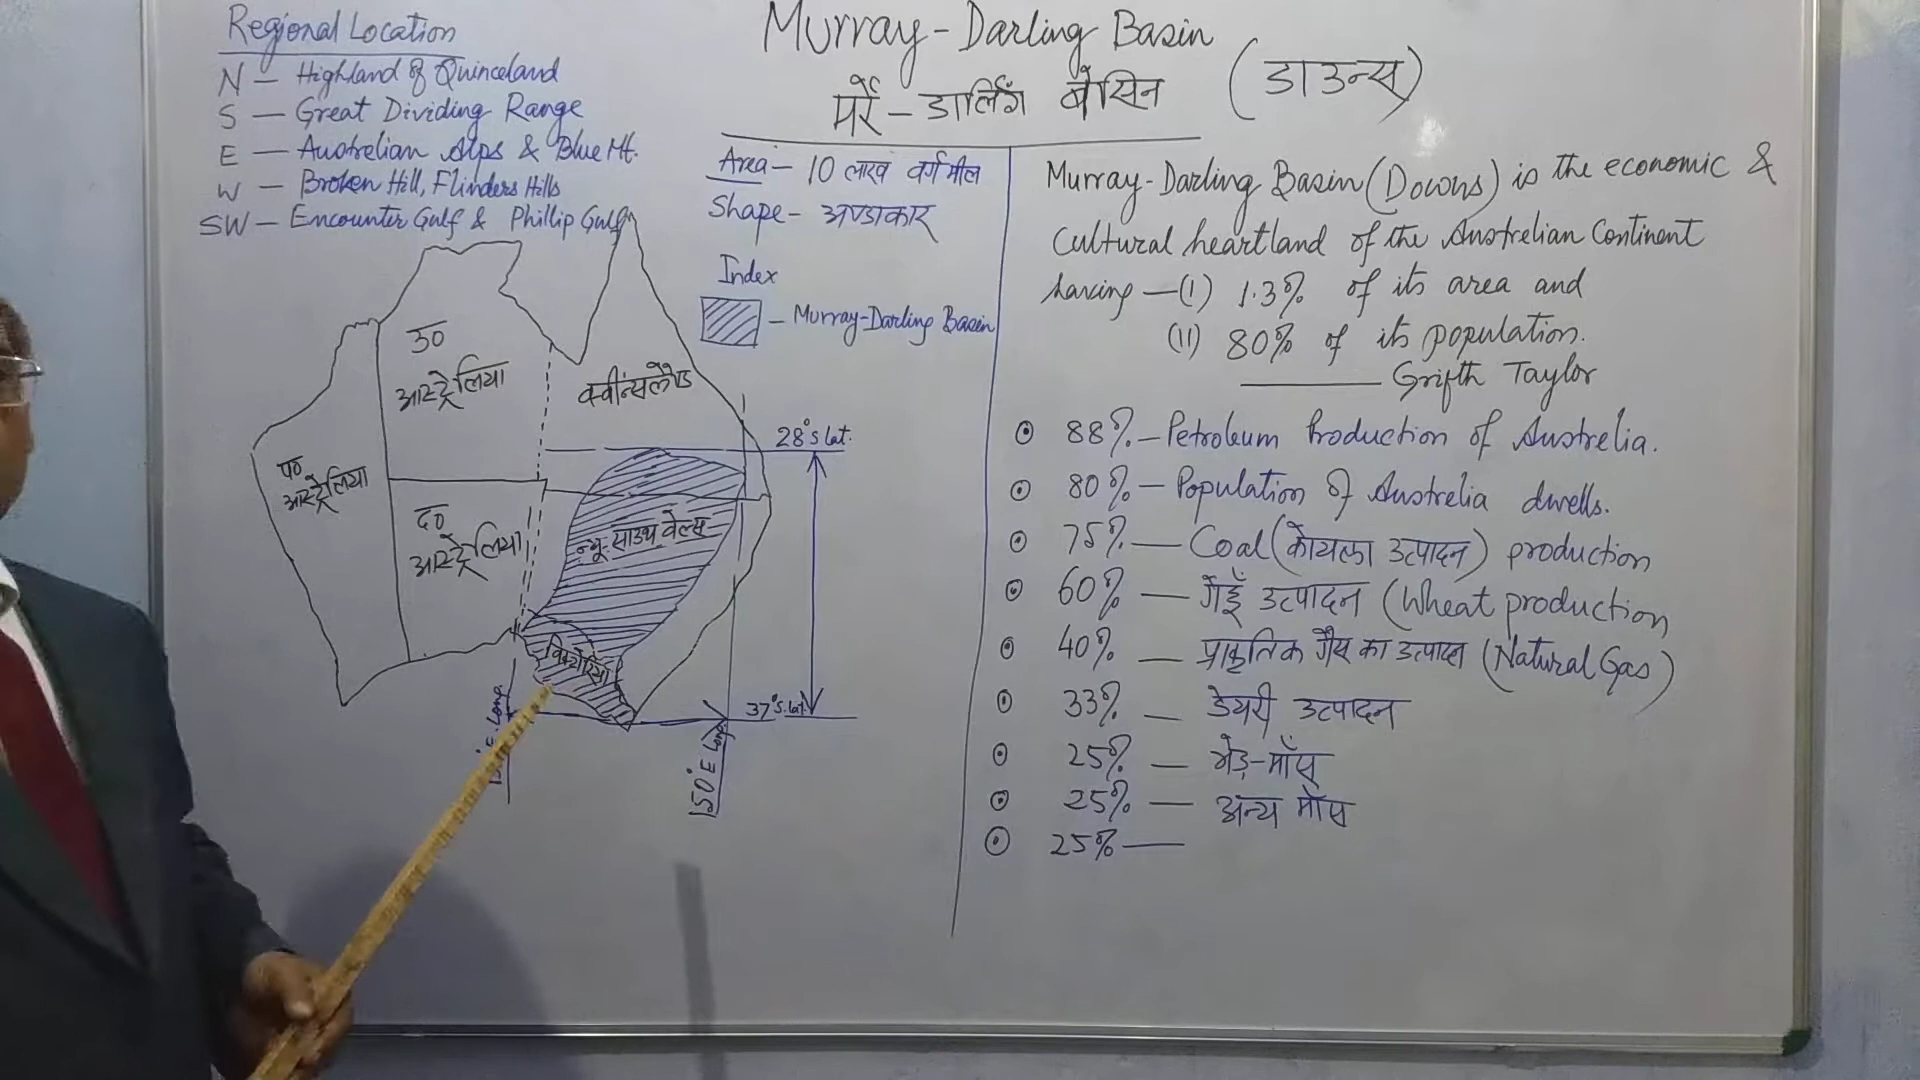 Regional Location
N — Highland of Quinceland
S — Great Dividing Range
E — Austrelian Alps & Blue Mt.
W — Broken Hill, Flinders Hills
SW — Encounter Gulf & Phillip Gulf
Murray-Darling Basin
मर्रे-डार्लिंग बेसिन (डाउन्स)
Area - 10 लाख वर्ग मील
Shape - अण्डाकार
Index
- Murray-Darling Basin
उ०
आस्ट्रेलिया
क्वींसलैण्ड
प०
आस्ट्रेलिया
द०
आस्ट्रेलिया
न्यू-साउथ वेल्स
विक्टोरिया
28°S Lat.
37°S. Lat.
E Long.
150° E Long.
Murray-Darling Basin (Downs) is the economic &
Cultural heartland of the Austrelian Continent
having — (I) 1.3% of its area and
(II) 80% of its population.
Grifth Taylor
88% - Petroleum Production of Austrelia.
80% - Population of Austrelia dwells.
75% — Coal (कोयला उत्पादन) production
60% — गेहूँ उत्पादन (Wheat production
40% — प्राकृतिक गैस का उत्पादन (Natural Gas)
33% — डेयरी उत्पादन
25% — भेड़-माँस
25% — अन्य माँस
25% —